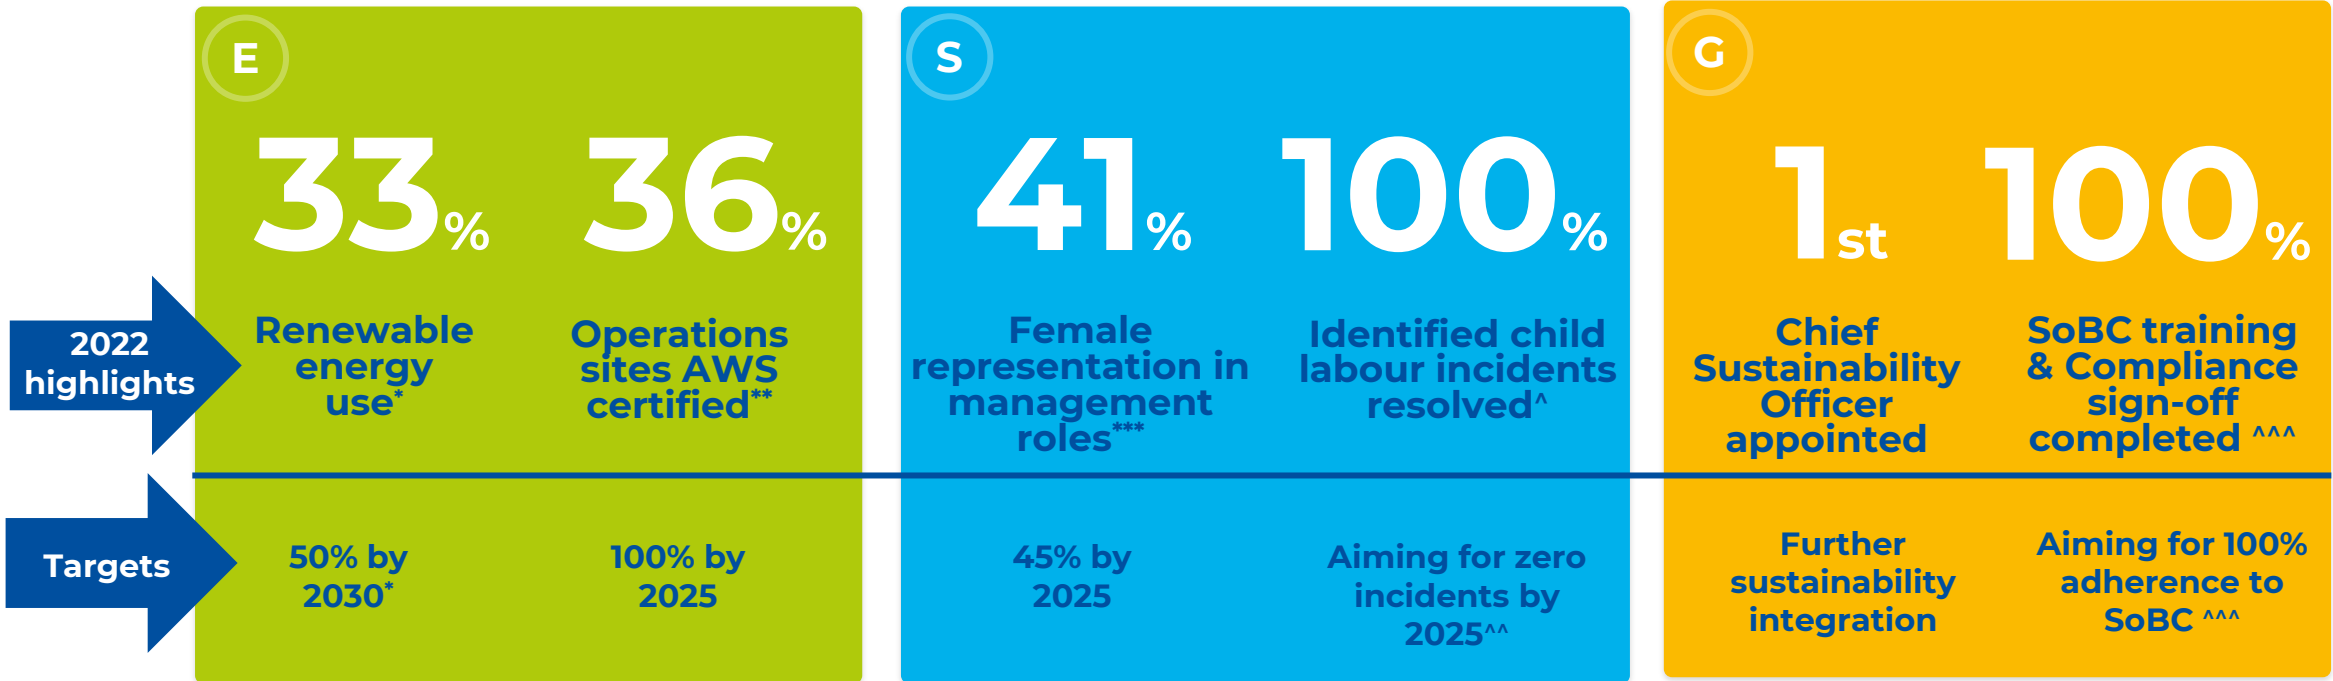 E
33%
Renewable
energy
use*
36%
Operations
sites AWS
certified**
S
41%
Female
representation in
management
roles***
100%
Identified child
labour incidents
resolved^
G
1st
Chief
Sustainability
Officer
appointed
100%
SoBC training
& Compliance
sign-off
completed ^^^
2022
highlights
Targets
50% by
2030*
100% by
2025
45% by
2025
Aiming for zero
incidents by
2025^^
Further
sustainability
integration
Aiming for 100%
adherence to
SoBC ^^^